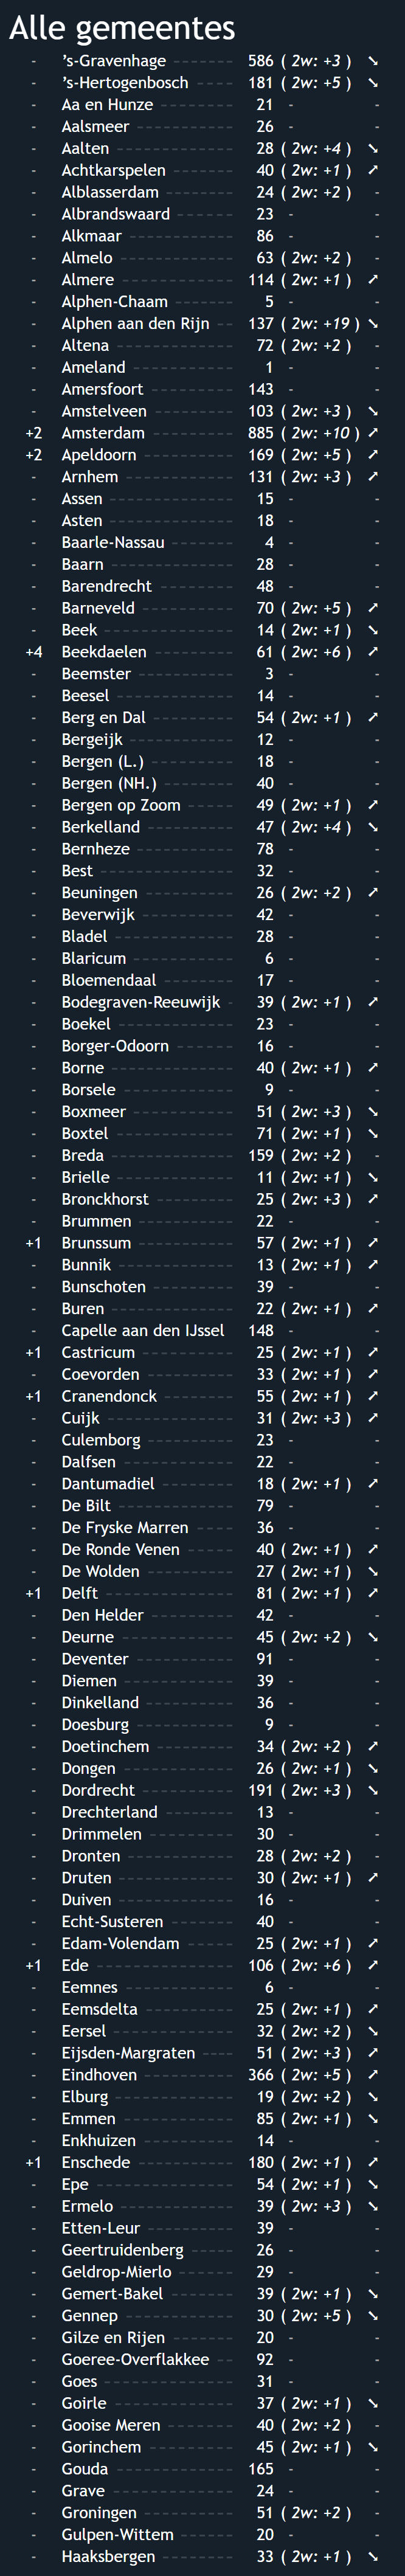 Alle gemeentes
- 's-Gravenhage ------- 586 ( 2w: +3 ) ➘
- 's-Hertogenbosch ----- 181 ( 2w: +5 ) ➘
- Aa en Hunze -------- 21 - -
- Aalsmeer ---------- 26 - -
- Aalten ------------ 28 ( 2w: +4 ) ➘
- Achtkarspelen ------- 40 ( 2w: +1 ) ➚
- Alblasserdam ------- 24 ( 2w: +2 ) -
- Albrandswaard ------ 23 - -
- Alkmaar ----------- 86 - -
- Almelo ------------ 63 ( 2w: +2 ) -
- Almere ------------ 114 ( 2w: +1 ) ➚
- Alphen-Chaam ------ 5 - -
- Alphen aan den Rijn -- 137 ( 2w: +19 ) ➘
- Altena ------------ 72 ( 2w: +2 ) -
- Ameland ---------- 1 - -
- Amersfoort --------- 143 - -
- Amstelveen -------- 103 ( 2w: +3 ) ➘
+2 Amsterdam --------- 885 ( 2w: +10 ) ➚
+2 Apeldoorn --------- 169 ( 2w: +5 ) ➚
- Arnhem ----------- 131 ( 2w: +3 ) ➚
- Assen ------------ 15 - -
- Asten ------------ 18 - -
- Baarle-Nassau ------- 4 - -
- Baarn ------------ 28 - -
- Barendrecht -------- 48 - -
- Barneveld ---------- 70 ( 2w: +5 ) ➚
- Beek ------------- 14 ( 2w: +1 ) ➘
+4 Beekdaelen --------- 61 ( 2w: +6 ) ➚
- Beemster ---------- 3 - -
- Beesel ------------ 14 - -
- Berg en Dal --------- 54 ( 2w: +1 ) ➚
- Bergeijk ----------- 12 - -
- Bergen (L.) --------- 18 - -
- Bergen (NH.) -------- 40 - -
- Bergen op Zoom ----- 49 ( 2w: +1 ) ➚
- Berkelland --------- 47 ( 2w: +4 ) ➘
- Bernheze ---------- 78 - -
- Best ------------- 32 - -
- Beuningen --------- 26 ( 2w: +2 ) ➚
- Beverwijk ---------- 42 - -
- Bladel ------------ 28 - -
- Blaricum ---------- 6 - -
- Bloemendaal ------- 17 - -
- Bodegraven-Reeuwijk - 39 ( 2w: +1 ) ➚
- Boekel ----------- 23 - -
- Borger-Odoorn ------ 16 - -
- Borne ------------ 40 ( 2w: +1 ) ➚
- Borsele ----------- 9 - -
- Boxmeer ---------- 51 ( 2w: +3 ) ➘
- Boxtel ------------ 71 ( 2w: +1 ) ➘
- Breda ------------ 159 ( 2w: +2 ) -
- Brielle ------------ 11 ( 2w: +1 ) ➘
- Bronckhorst -------- 25 ( 2w: +3 ) ➚
- Brummen ---------- 22 - -
+1 Brunssum ---------- 57 ( 2w: +1 ) ➚
- Bunnik ----------- 13 ( 2w: +1 ) ➚
- Bunschoten --------- 39 - -
- Buren ------------ 22 ( 2w: +1 ) ➚
- Capelle aan den IJssel 148 - -
+1 Castricum ---------- 25 ( 2w: +1 ) ➚
- Coevorden --------- 33 ( 2w: +1 ) ➚
+1 Cranendonck -------- 55 ( 2w: +1 ) ➚
- Cuijk ------------ 31 ( 2w: +3 ) ➚
- Culemborg --------- 23 - -
- Dalfsen ----------- 22 - -
- Dantumadiel -------- 18 ( 2w: +1 ) ➚
- De Bilt ----------- 79 - -
- De Fryske Marren ---- 36 - -
- De Ronde Venen ----- 40 ( 2w: +1 ) ➚
- De Wolden --------- 27 ( 2w: +1 ) ➘
+1 Delft ------------- 81 ( 2w: +1 ) ➚
- Den Helder --------- 42 - -
- Deurne ----------- 45 ( 2w: +2 ) ➘
- Deventer ---------- 91 - -
- Diemen ----------- 39 - -
- Dinkelland --------- 36 - -
- Doesburg ---------- 9 - -
- Doetinchem -------- 34 ( 2w: +2 ) ➚
- Dongen ----------- 26 ( 2w: +1 ) ➘
- Dordrecht ---------- 191 ( 2w: +3 ) ➘
- Drechterland ------- 13 - -
- Drimmelen --------- 30 - -
- Dronten ----------- 28 ( 2w: +2 ) -
- Druten ------------ 30 ( 2w: +1 ) ➚
- Duiven ------------ 16 - -
- Echt-Susteren ------- 40 - -
- Edam-Volendam ----- 25 ( 2w: +1 ) ➚
+1 Ede -------------- 106 ( 2w: +6 ) ➚
- Eemnes ----------- 6 - -
- Eemsdelta ---------- 25 ( 2w: +1 ) ➚
- Eersel ------------ 32 ( 2w: +2 ) ➘
- Eijsden-Margraten ---- 51 ( 2w: +3 ) ➚
- Eindhoven ---------- 366 ( 2w: +5 ) ➚
- Elburg ------------ 19 ( 2w: +2 ) ➘
- Emmen ----------- 85 ( 2w: +1 ) ➘
- Enkhuizen ---------- 14 - -
+1 Enschede ---------- 180 ( 2w: +1 ) ➚
- Epe -------------- 54 ( 2w: +1 ) ➘
- Ermelo ------------ 39 ( 2w: +3 ) ➘
- Etten-Leur --------- 39 - -
- Geertruidenberg ----- 26 - -
- Geldrop-Mierlo ------ 29 - -
- Gemert-Bakel ------- 39 ( 2w: +1 ) ➘
- Gennep ----------- 30 ( 2w: +5 ) ➘
- Gilze en Rijen ------- 20 - -
- Goeree-Overflakkee -- 92 - -
- Goes ------------- 31 - -
- Goirle ------------ 37 ( 2w: +1 ) ➘
- Gooise Meren ------- 40 ( 2w: +2 ) -
- Gorinchem --------- 45 ( 2w: +1 ) ➘
- Gouda ------------ 165 - -
- Grave ------------ 24 - -
- Groningen ---------- 51 ( 2w: +2 ) -
- Gulpen-Wittem ------ 20 - -
- Haaksbergen -------- 33 ( 2w: +1 ) ➘